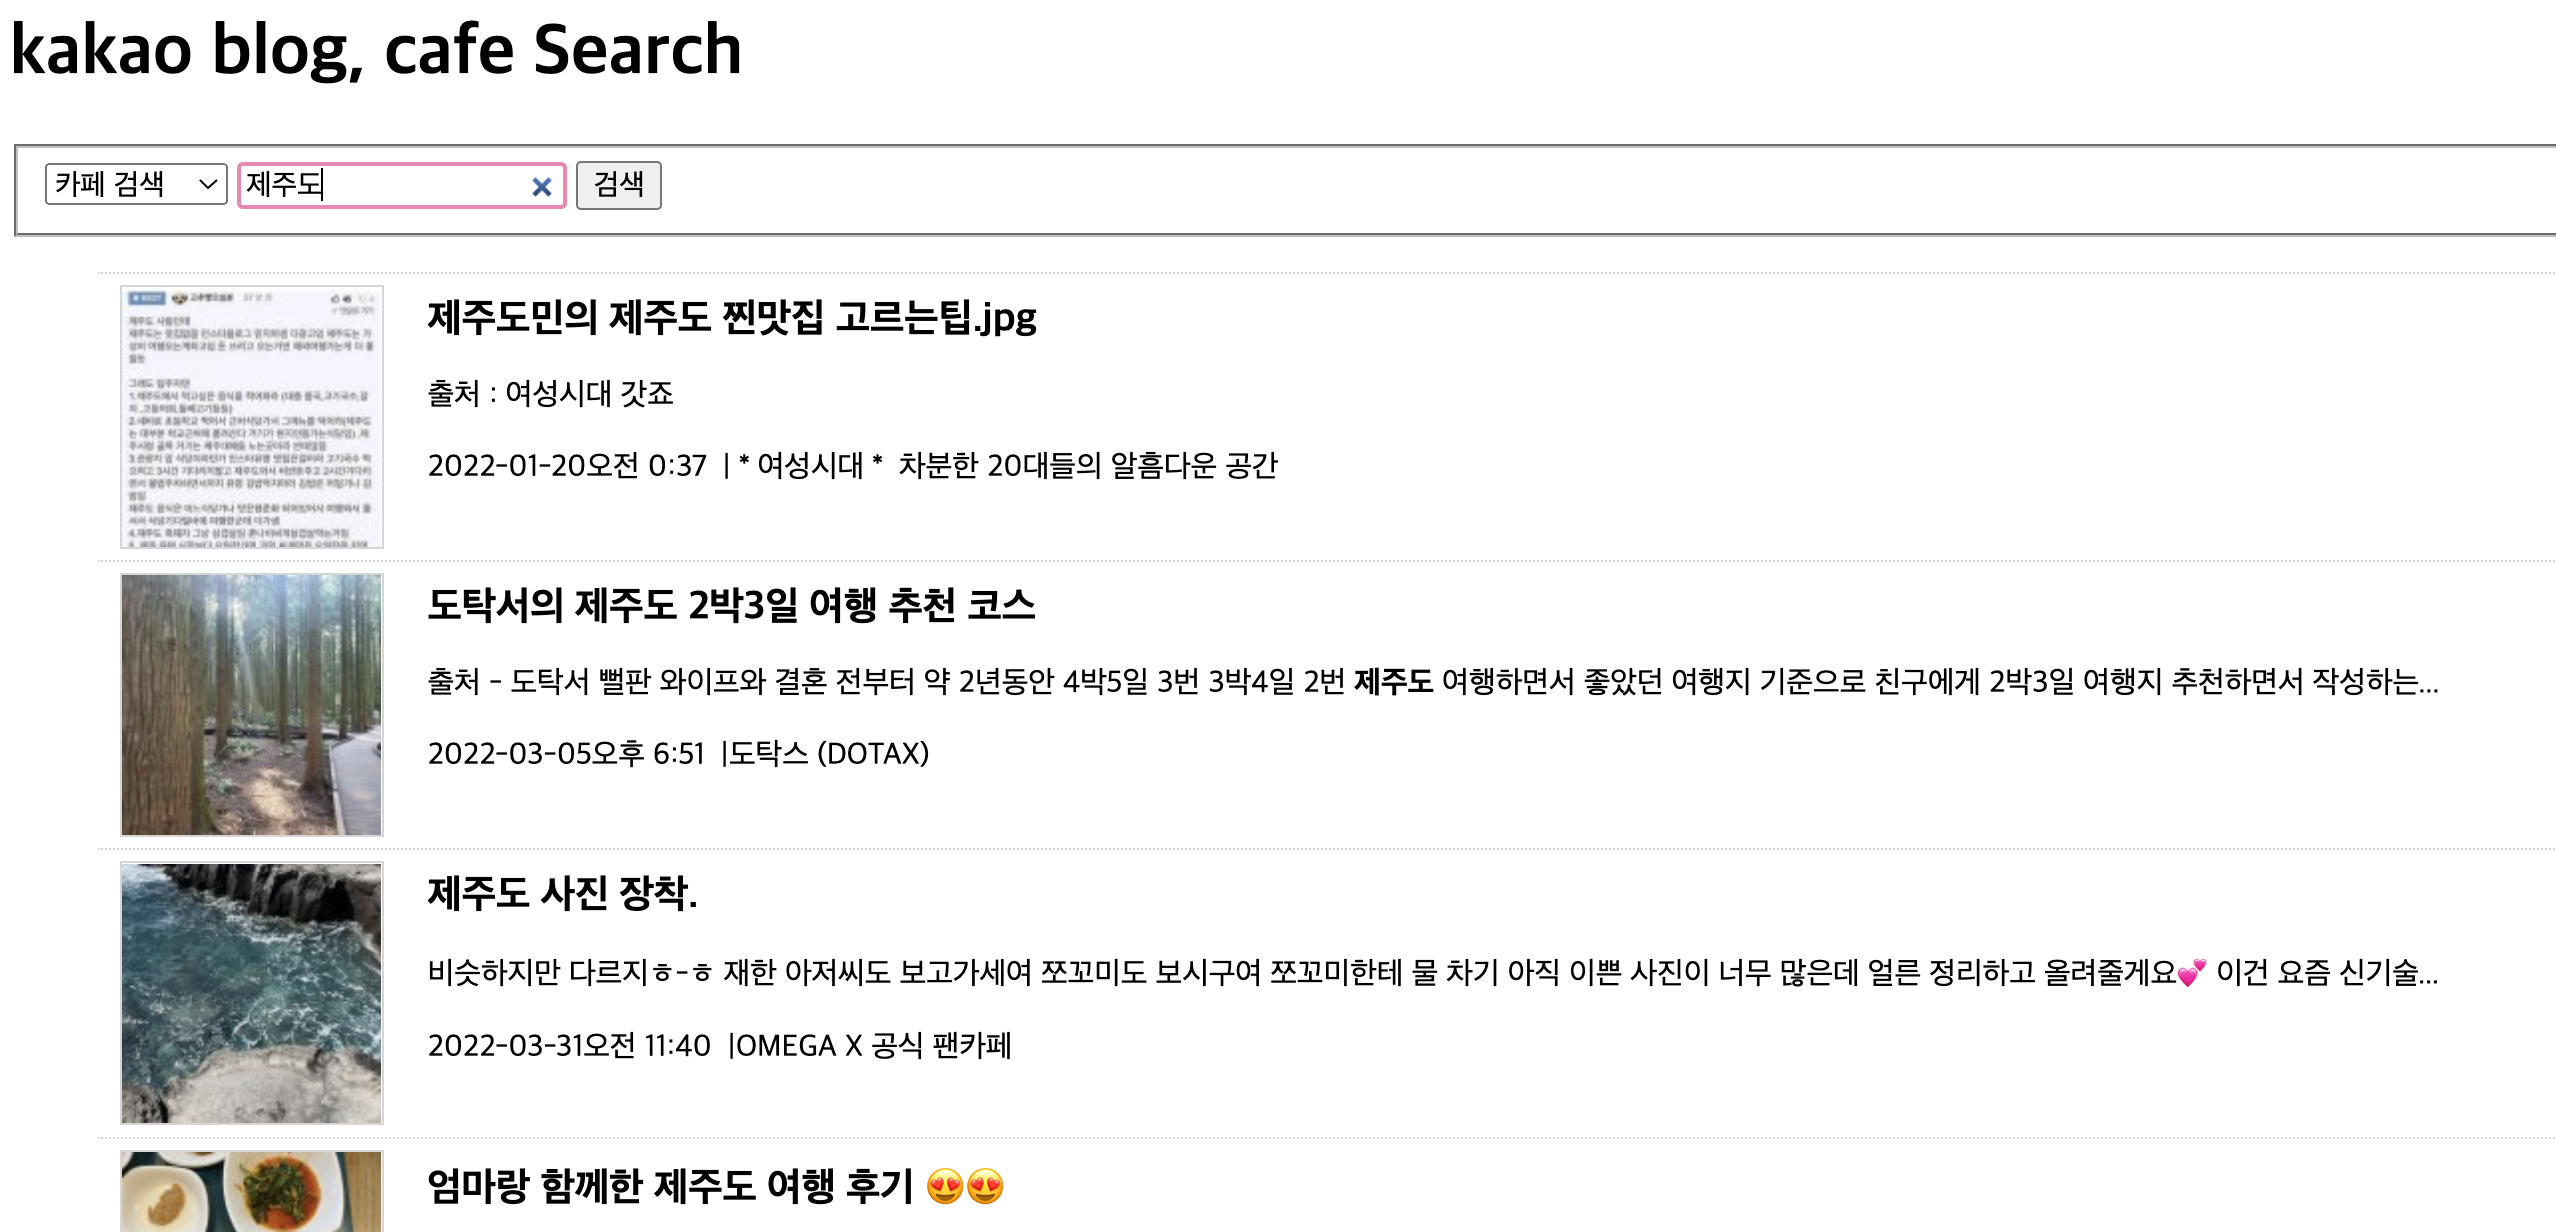 kakao blog, cafe Search
카페 검색 제주도 검색
제주도민의 제주도 찐맛집 고르는팁.jpg
출처 : 여성시대 갓죠
2022-01-20오전 0:37 | * 여성시대 * 차분한 20대들의 알흠다운 공간
도탁서의 제주도 2박3일 여행 추천 코스
출처 - 도탁서 뻘판 와이프와 결혼 전부터 약 2년동안 4박5일 3번 3박4일 2번 제주도 여행하면서 좋았던 여행지 기준으로 친구에게 2박3일 여행지 추천하면서 작성하는...
2022-03-05오후 6:51 |도탁스 (DOTAX)
제주도 사진 장착.
비슷하지만 다르지ㅎ-ㅎ 재한 아저씨도 보고가세여 쪼꼬미도 보시구여 쪼꼬미한테 물 차기 아직 이쁜 사진이 너무 많은데 얼른 정리하고 올려줄게요💕 이건 요즘 신기술...
2022-03-31오전 11:40 |OMEGA X 공식 팬카페
엄마랑 함께한 제주도 여행 후기 😍😍